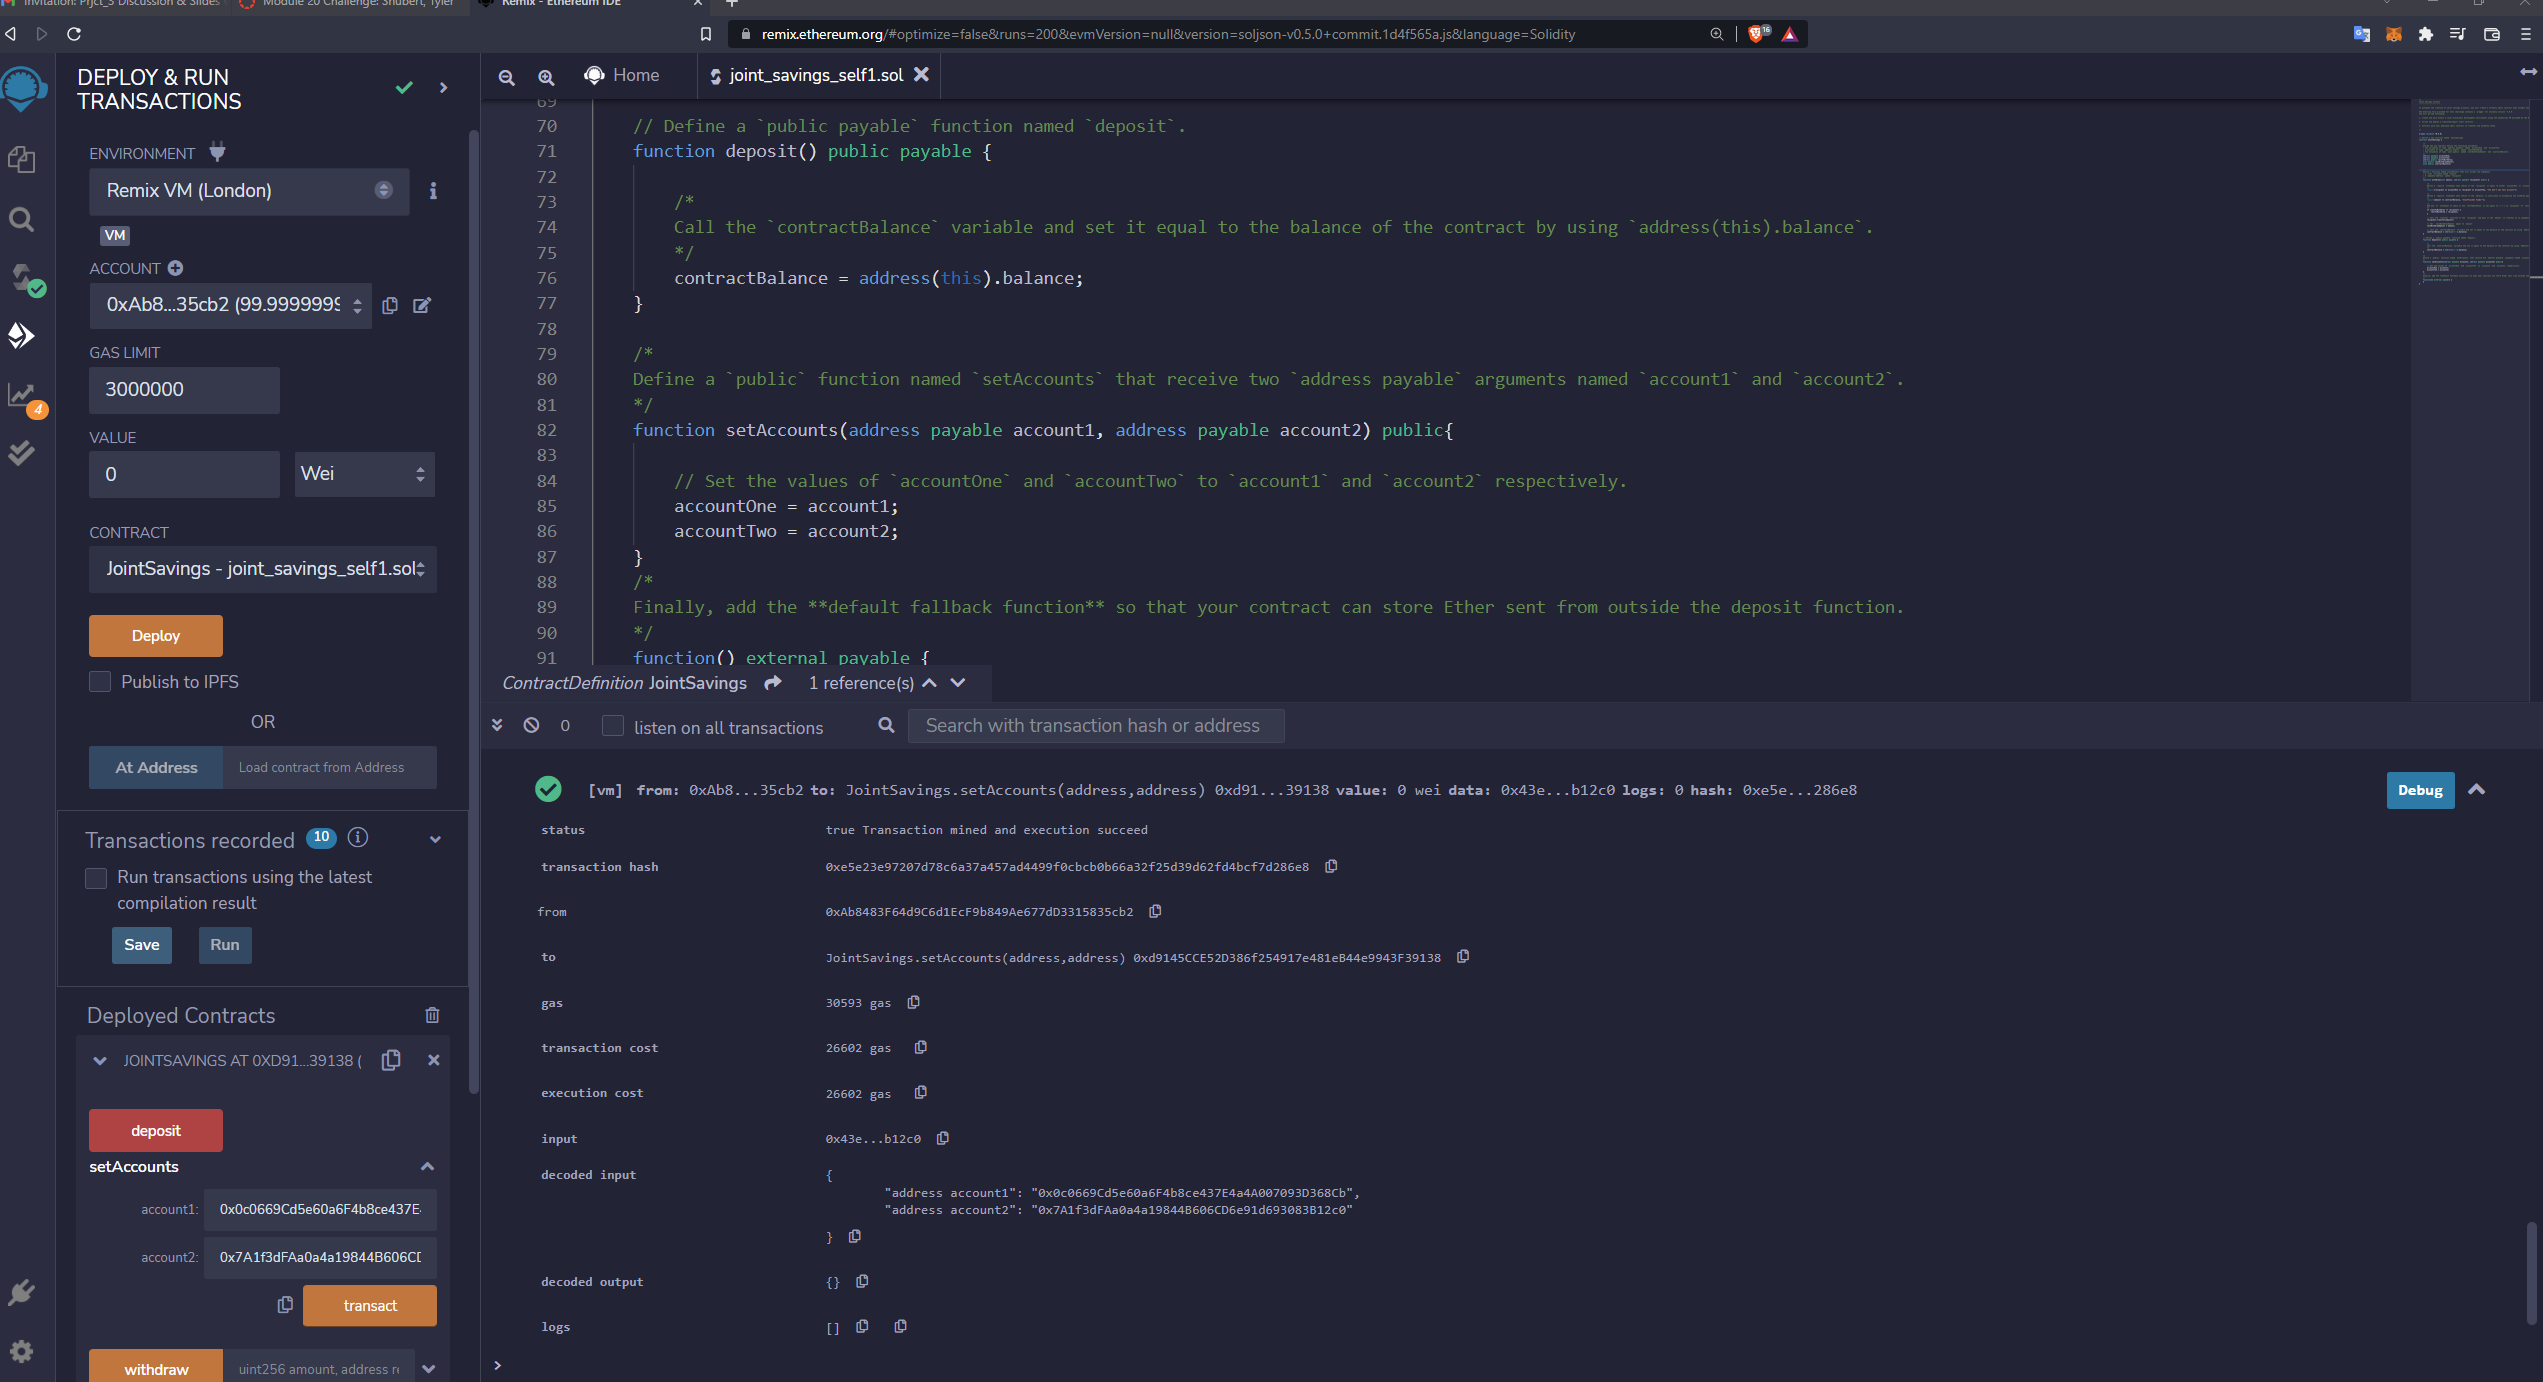 Invitation: Prjct_3 Discussion & Slides
Module 20 Challenge: Shubert, Tyler
Remix - Ethereum IDE
remix.ethereum.org/#optimize=false&runs=200&evmVersion=null&version=soljson-v0.5.0+commit.1d4f565a.js&language=Solidity
16
DEPLOY & RUN
TRANSACTIONS
ENVIRONMENT
Remix VM (London)
VM
ACCOUNT
0xAb8...35cb2 (99.9999999
GAS LIMIT
3000000
VALUE
0
Wei
CONTRACT
JointSavings - joint_savings_self1.sol
Deploy
Publish to IPFS
OR
At Address
Load contract from Address
Transactions recorded 10
Run transactions using the latest
compilation result
Save
Run
Deployed Contracts
JOINTSAVINGS AT 0XD91...39138 (
deposit
setAccounts
account1: 0x0c0669Cd5e60a6F4b8ce437E
account2: 0x7A1f3dFAa0a4a19844B606CD
transact
withdraw
uint256 amount, address re
4
Home
joint_savings_self1.sol
69
70 // Define a `public payable` function named `deposit`.
71 function deposit() public payable {
72
73 /*
74 Call the `contractBalance` variable and set it equal to the balance of the contract by using `address(this).balance`.
75 */
76 contractBalance = address(this).balance;
77 }
78
79 /*
80 Define a `public` function named `setAccounts` that receive two `address payable` arguments named `account1` and `account2`.
81 */
82 function setAccounts(address payable account1, address payable account2) public{
83
84 // Set the values of `accountOne` and `accountTwo` to `account1` and `account2` respectively.
85 accountOne = account1;
86 accountTwo = account2;
87 }
88 /*
89 Finally, add the **default fallback function** so that your contract can store Ether sent from outside the deposit function.
90 */
91 function() external payable {
ContractDefinition JointSavings 1 reference(s)
0
listen on all transactions
Search with transaction hash or address
[vm] from: 0xAb8...35cb2 to: JointSavings.setAccounts(address,address) 0xd91...39138 value: 0 wei data: 0x43e...b12c0 logs: 0 hash: 0xe5e...286e8
Debug
status true Transaction mined and execution succeed
transaction hash 0xe5e23e97207d78c6a37a457ad4499f0cbcb0b66a32f25d39d62fd4bcf7d286e8
from 0xAb8483F64d9C6d1EcF9b849Ae677dD3315835cb2
to JointSavings.setAccounts(address,address) 0xd9145CCE52D386f254917e481eB44e9943F39138
gas 30593 gas
transaction cost 26602 gas
execution cost 26602 gas
input 0x43e...b12c0
decoded input {
"address account1": "0x0c0669Cd5e60a6F4b8ce437E4a4A007093D368Cb",
"address account2": "0x7A1f3dFAa0a4a19844B606CD6e91d693083B12c0"
}
decoded output {}
logs []
>